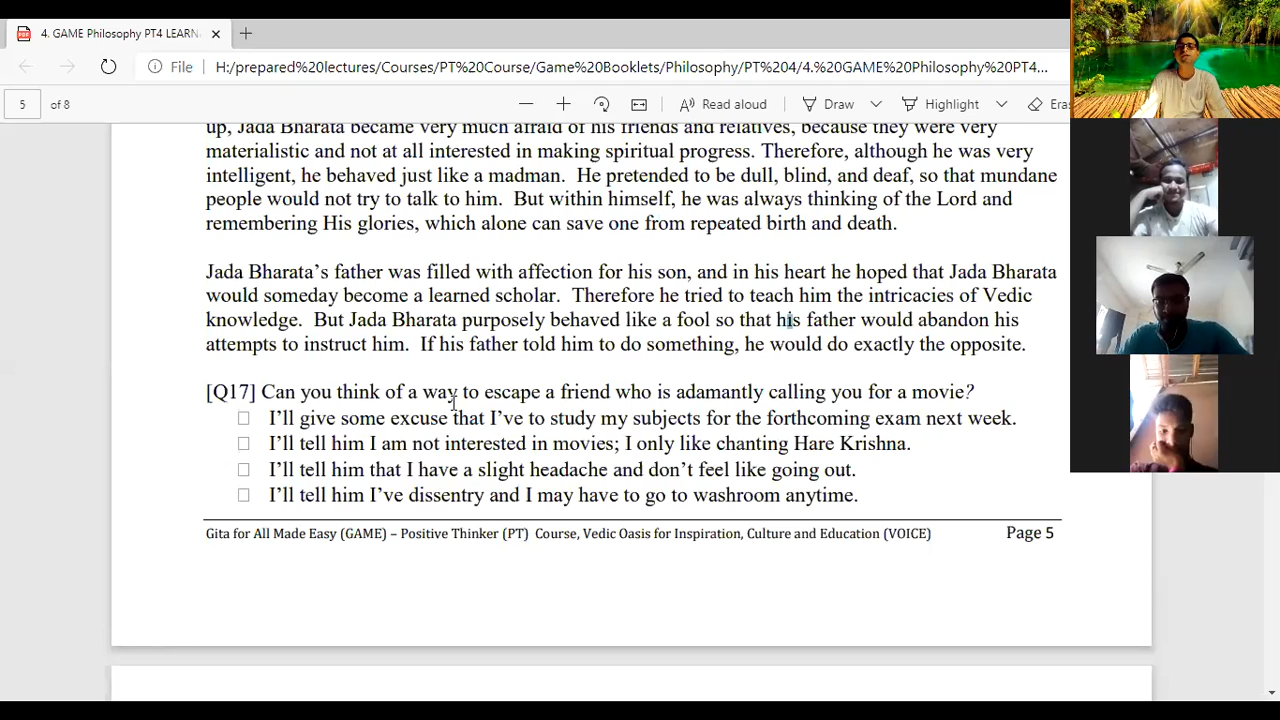 4. GAME Philosophy PT4 LEARN
File H:/prepared%20lectures/Courses/PT%20Course/Game%20Booklets/Philosophy/PT%204/4.%20GAME%20Philosophy%20PT4...
5 of 8 Read aloud Draw Highlight Eras
up, Jada Bharata became very much afraid of his friends and relatives, because they were very
materialistic and not at all interested in making spiritual progress. Therefore, although he was very
intelligent, he behaved just like a madman. He pretended to be dull, blind, and deaf, so that mundane
people would not try to talk to him. But within himself, he was always thinking of the Lord and
remembering His glories, which alone can save one from repeated birth and death.
Jada Bharata's father was filled with affection for his son, and in his heart he hoped that Jada Bharata
would someday become a learned scholar. Therefore he tried to teach him the intricacies of Vedic
knowledge. But Jada Bharata purposely behaved like a fool so that his father would abandon his
attempts to instruct him. If his father told him to do something, he would do exactly the opposite.
[Q17] Can you think of a way to escape a friend who is adamantly calling you for a movie?
I'll give some excuse that I've to study my subjects for the forthcoming exam next week.
I'll tell him I am not interested in movies; I only like chanting Hare Krishna.
I'll tell him that I have a slight headache and don't feel like going out.
I'll tell him I've dissentry and I may have to go to washroom anytime.
Gita for All Made Easy (GAME) – Positive Thinker (PT) Course, Vedic Oasis for Inspiration, Culture and Education (VOICE) Page 5